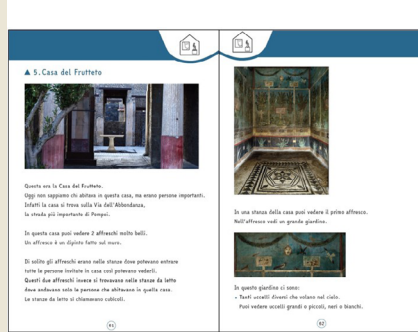 ▲ 5. Casa del Frutteto
Questa era la Casa del Frutteto.
Oggi non sappiamo chi abitava in questa casa, ma erano persone importanti.
Infatti la casa si trova sulla Via dell'Abbondanza,
la strada più importante di Pompei.
In questa casa puoi vedere 2 affreschi molto belli.
Un affresco è un dipinto fatto sul muro.
Di solito gli affreschi erano nelle stanze dove potevano entrare
tutte le persone invitate in casa così potevano vederli.
Questi due affreschi invece si trovavano nelle stanze da letto
dove andavano solo le persone che abitavano in quella casa.
Le stanze da letto si chiamavano cubicoli.
61
In una stanza della casa puoi vedere il primo affresco.
Nell'affresco vedi un grande giardino.
In questo giardino ci sono:
• Tanti uccelli diversi che volano nel cielo.
Puoi vedere uccelli grandi o piccoli, neri o bianchi.
62